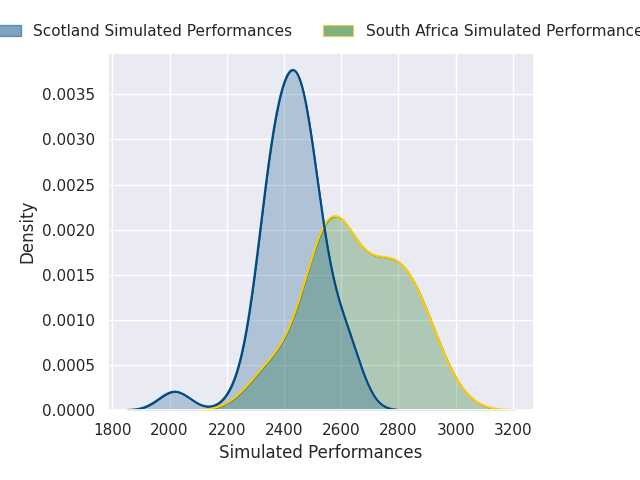 Scotland Simulated Performances South Africa Simulated Performance
0.0035
0.0030
0.0025
0.0020
0.0015
0.0010
0.0005
0.0000
Density
1800 2000 2200 2400 2600 2800 3000 3200
Simulated Performances